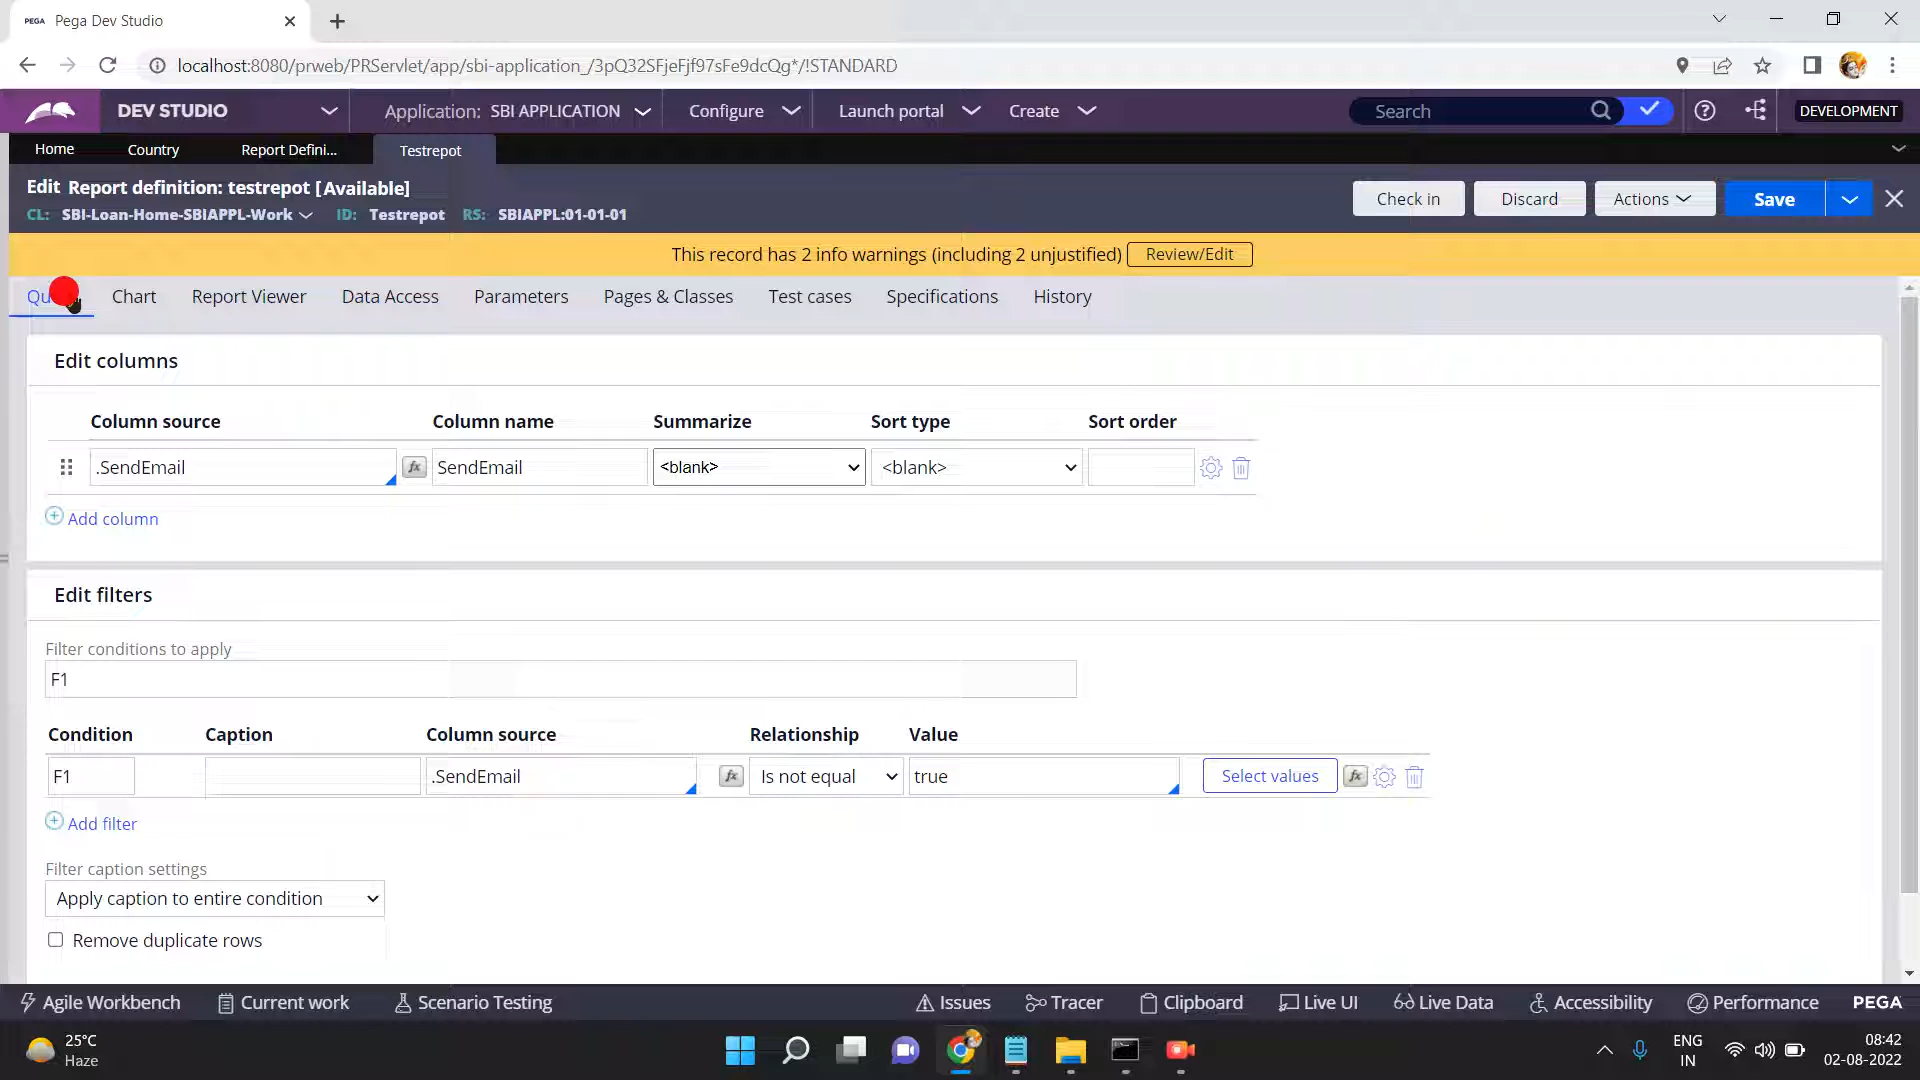 PEGA Pega Dev Studio
localhost:8080/prweb/PRServlet/app/sbi-application_/3pQ32SFjeFjf97sFe9dcQg*/!STANDARD
DEV STUDIO Application: SBI APPLICATION Configure Launch portal Create Search DEVELOPMENT
Home Country Report Defini... Testrepot
Edit Report definition: testrepot [Available]
CL: SBI-Loan-Home-SBIAPPL-Work ID: Testrepot RS: SBIAPPL:01-01-01
Check in Discard Actions Save
This record has 2 info warnings (including 2 unjustified) Review/Edit
Chart Report Viewer Data Access Parameters Pages & Classes Test cases Specifications History
Edit columns
Column source Column name Summarize Sort type Sort order
.SendEmail fx SendEmail <blank> <blank>
Add column
Edit filters
Filter conditions to apply
F1
Condition Caption Column source Relationship Value
F1 .SendEmail fx Is not equal true Select values fx
Add filter
Filter caption settings
Apply caption to entire condition
Remove duplicate rows
Agile Workbench Current work Scenario Testing Issues Tracer Clipboard Live UI Live Data Accessibility Performance PEGA
25°C
Haze
ENG
IN
08:42
02-08-2022